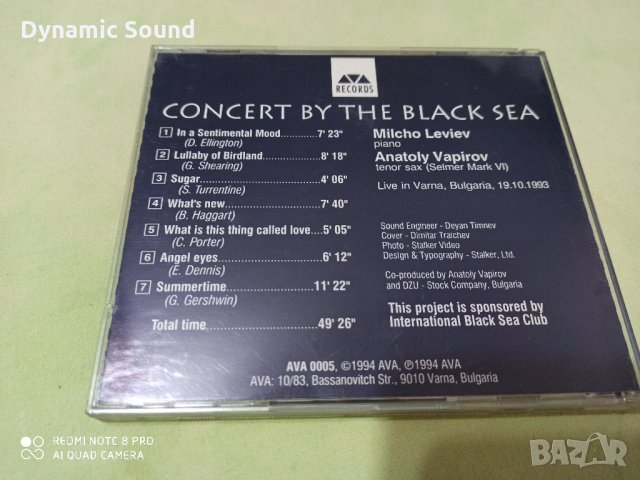 Dynamic Sound
AVA
RECORDS
CONCERT BY THE BLACK SEA
1 In a Sentimental Mood............7' 23"
(D. Ellington)
2 Lullaby of Birdland...............8' 18"
(G. Shearing)
3 Sugar...............................4' 06"
(S. Turrentine)
4 What's new........................7' 40"
(B. Haggart)
5 What is this thing called love....5' 05"
(C. Porter)
6 Angel eyes.........................6' 12"
(E. Dennis)
7 Summertime......................11' 22"
(G. Gershwin)
Total time...........................49' 26"
Milcho Leviev
piano
Anatoly Vapirov
tenor sax (Selmer Mark VI)
Live in Varna, Bulgaria, 19.10.1993
Sound Engineer - Deyan Timnev
Cover - Dimitar Traichev
Photo - Stalker Video
Design & Typography - Stalker, Ltd.
Co-produced by Anatoly Vapirov
and DZU - Stock Company, Bulgaria
This project is sponsored by
International Black Sea Club
AVA 0005, ©1994 AVA, ℗1994 AVA
AVA: 10/83, Bassanovitch Str., 9010 Varna, Bulgaria
REDMI NOTE 8 PRO
AI QUAD CAMERA
BAZAR